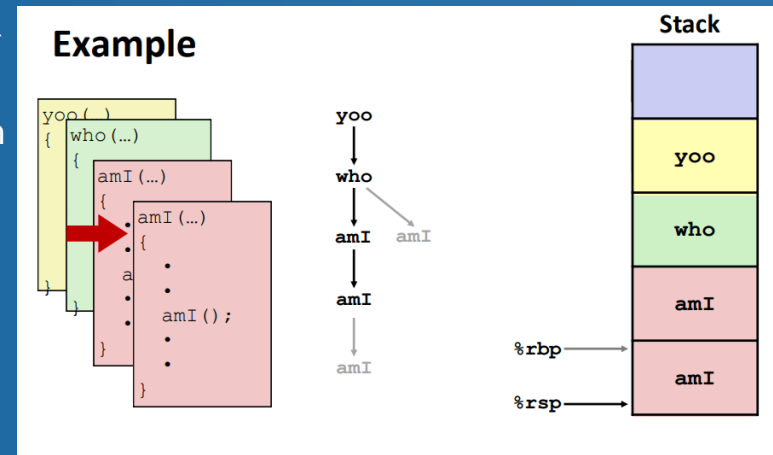 Example
Stack
yoo(…)
{
}
who(…)
{
}
amI(…)
{
•
•
a
•
•
}
amI(…)
{
•
•
amI();
•
•
}
yoo
who
amI amI
amI
amI
yoo
who
amI
amI
%rbp
%rsp